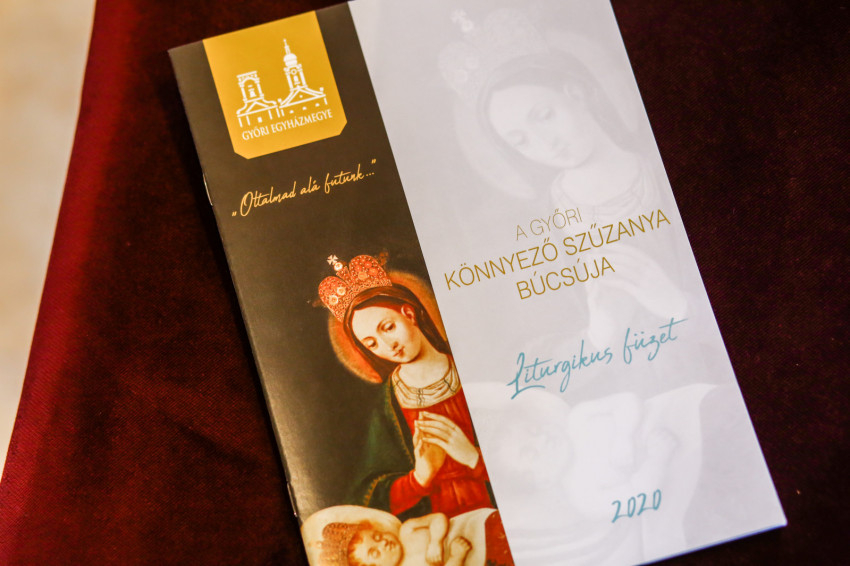 GYŐRI EGYHÁZMEGYE
„Oltalmad alá futunk..."
A GYŐRI
KÖNNYEZŐ SZŰZANYA
BÚCSÚJA
Liturgikus füzet
2020